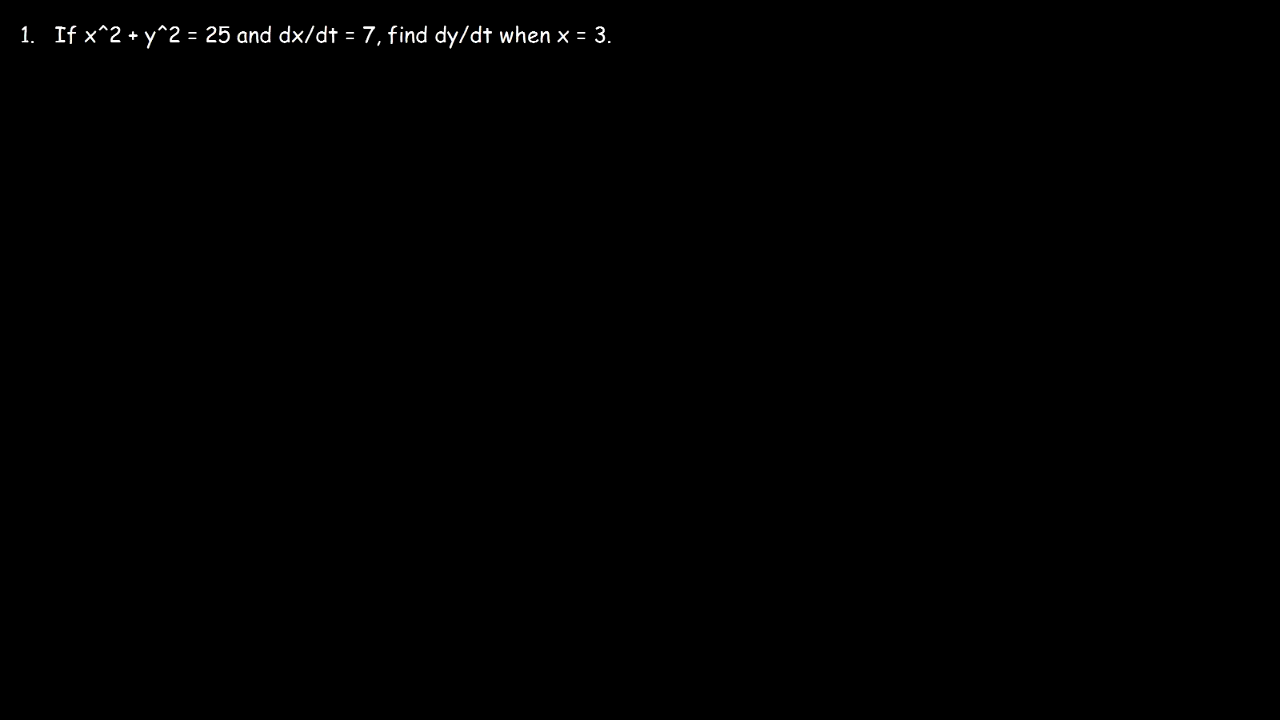 1. If x^2 + y^2 = 25 and dx/dt = 7, find dy/dt when x = 3.